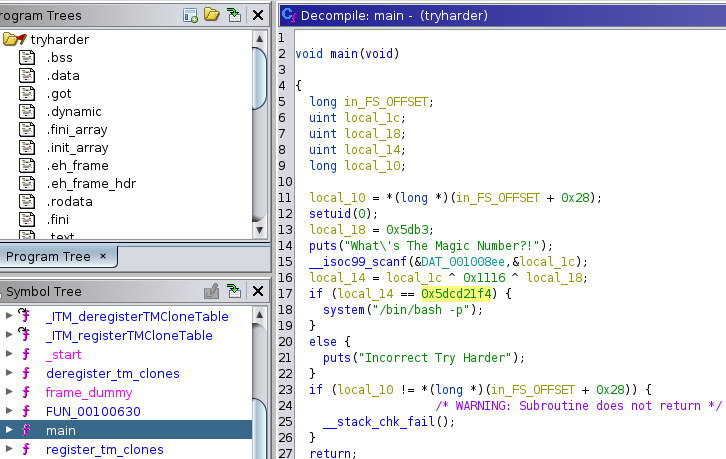 Program Trees
tryharder
.bss
.data
.got
.dynamic
.fini_array
.init_array
.eh_frame
.eh_frame_hdr
.rodata
.fini
.text
Program Tree ×
Symbol Tree
f _ITM_deregisterTMCloneTable
f _ITM_registerTMCloneTable
f _start
f deregister_tm_clones
f frame_dummy
f FUN_00100630
f main
f register_tm_clones
Decompile: main - (tryharder)
1
2 void main(void)
3
4 {
5 long in_FS_OFFSET;
6 uint local_1c;
7 uint local_18;
8 uint local_14;
9 long local_10;
10
11 local_10 = *(long *)(in_FS_OFFSET + 0x28);
12 setuid(0);
13 local_18 = 0x5db3;
14 puts("What\'s The Magic Number?!");
15 __isoc99_scanf(&DAT_001008ee,&local_1c);
16 local_14 = local_1c ^ 0x1116 ^ local_18;
17 if (local_14 == 0x5dcd21f4) {
18 system("/bin/bash -p");
19 }
20 else {
21 puts("Incorrect Try Harder");
22 }
23 if (local_10 != *(long *)(in_FS_OFFSET + 0x28)) {
24 /* WARNING: Subroutine does not return */
25 __stack_chk_fail();
26 }
27 return;